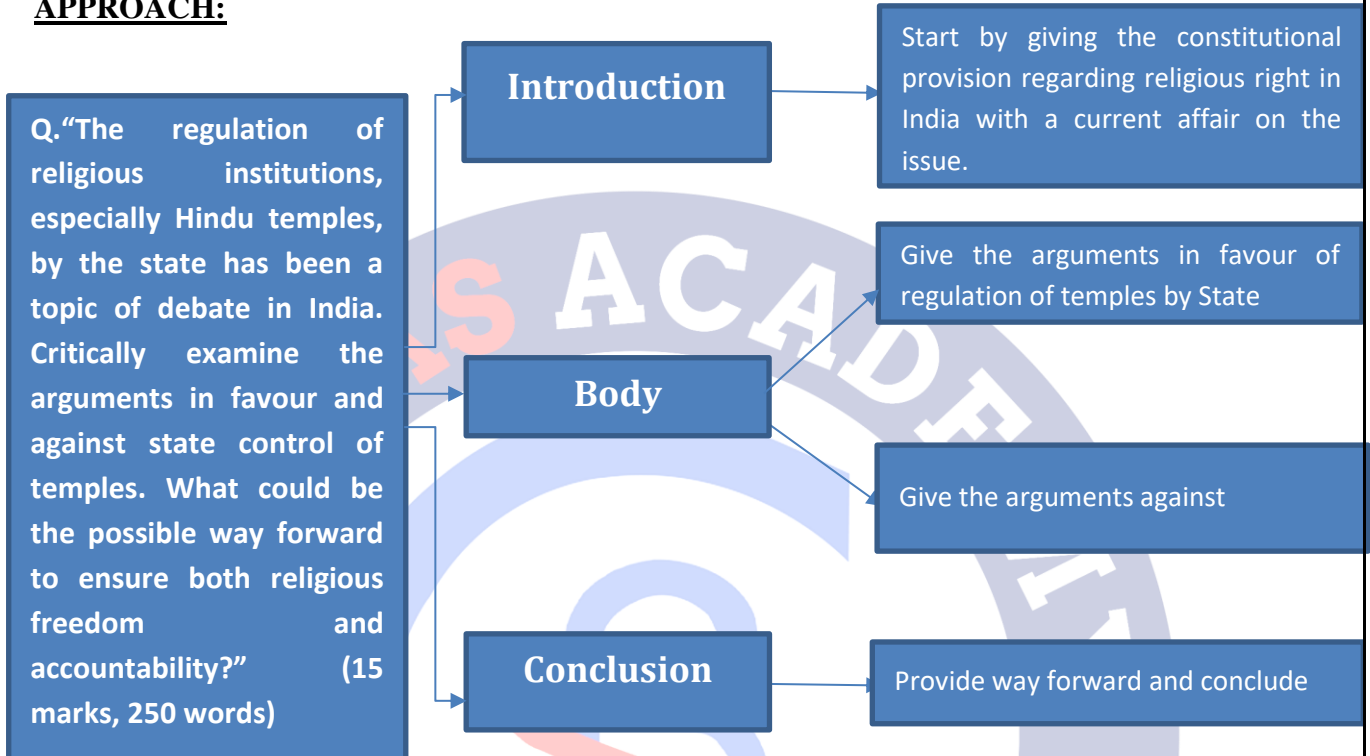 APPROACH:
Q.“The regulation of
religious institutions,
especially Hindu temples,
by the state has been a
topic of debate in India.
Critically examine the
arguments in favour and
against state control of
temples. What could be
the possible way forward
to ensure both religious
freedom and
accountability?” (15
marks, 250 words)
Introduction
Start by giving the constitutional
provision regarding religious right in
India with a current affair on the
issue.
Body
Give the arguments in favour of
regulation of temples by State
Give the arguments against
Conclusion
Provide way forward and conclude
AS ACADEM